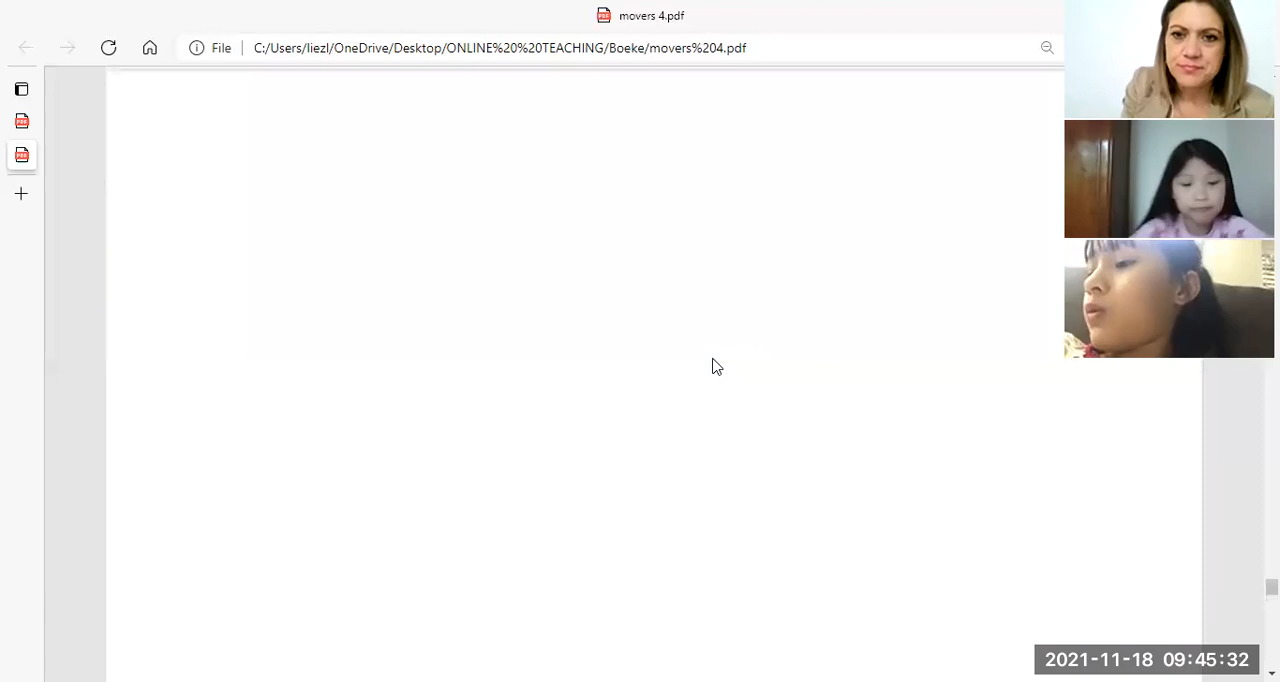 movers 4.pdf
File C:/Users/liezl/OneDrive/Desktop/ONLINE%20%20TEACHING/Boeke/movers%204.pdf
2021-11-18 09:45:32